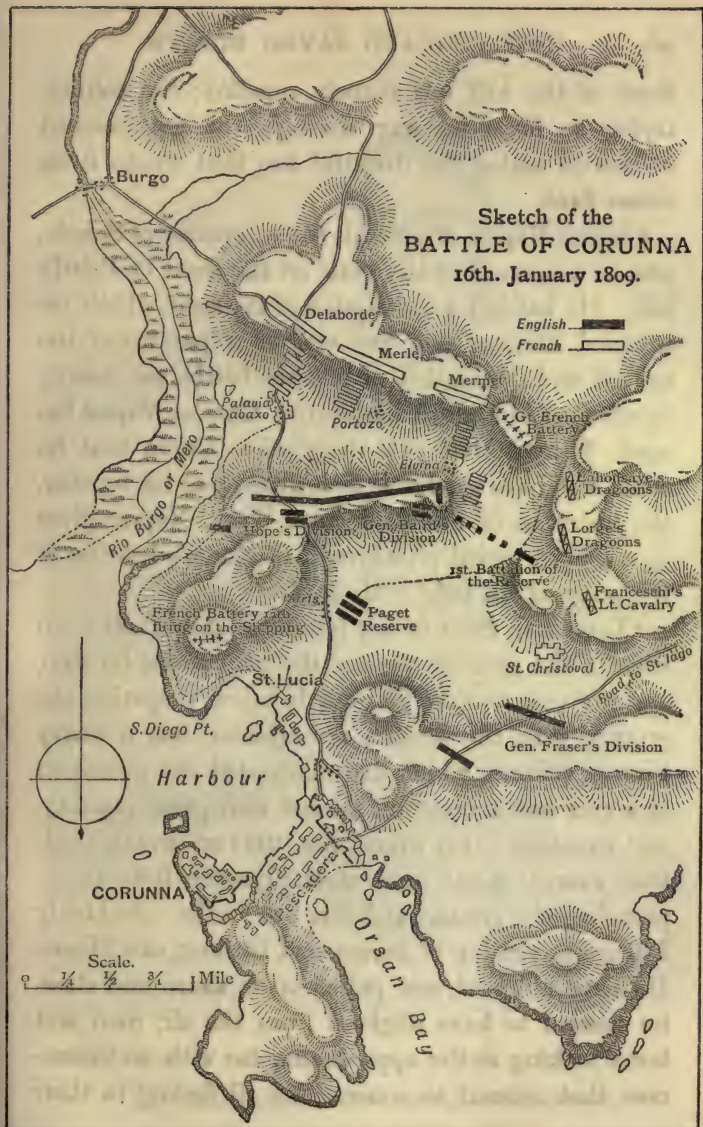 Burgo
Sketch of the
BATTLE OF CORUNNA
16th. January 1809.
English
French
Delaborde
Merle
Mermet
Palavia
abaxo
Portozo
Gt. French
Battery
Elvina
Lahousaye's
Dragoons
Rio Burgo or Mero
Lorge's
Dragoons
Hope's Division
Gen. Baird's
Division
1st. Battalion of
the Reserve
Franceschi's
Lt. Cavalry
French Battery 17th.
firing on the Shipping
Paget
Reserve
St. Christoval
Road to St. Iago
St. Lucia
S. Diego Pt.
Gen. Fraser's Division
Harbour
CORUNNA
Pescadera
Orsan Bay
Scale.
0 ¼ ½ ¾ 1 Mile